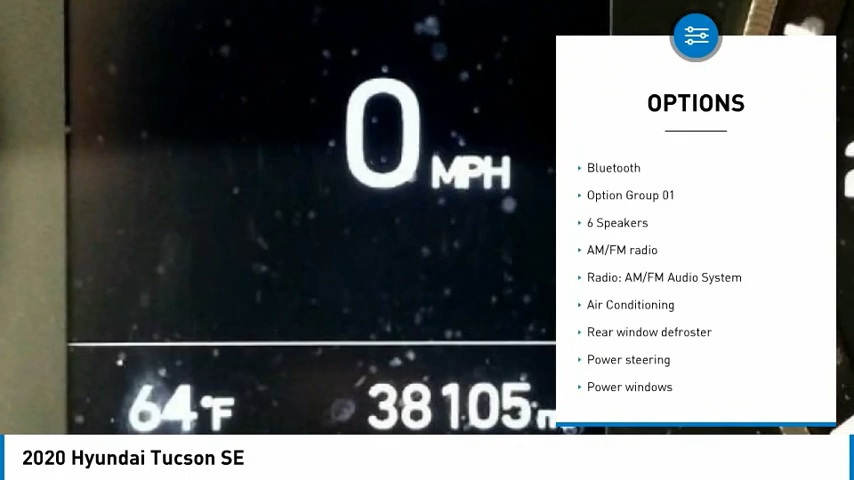 0 MPH
64°F
38105
OPTIONS
Bluetooth
Option Group 01
6 Speakers
AM/FM radio
Radio: AM/FM Audio System
Air Conditioning
Rear window defroster
Power steering
Power windows
2020 Hyundai Tucson SE